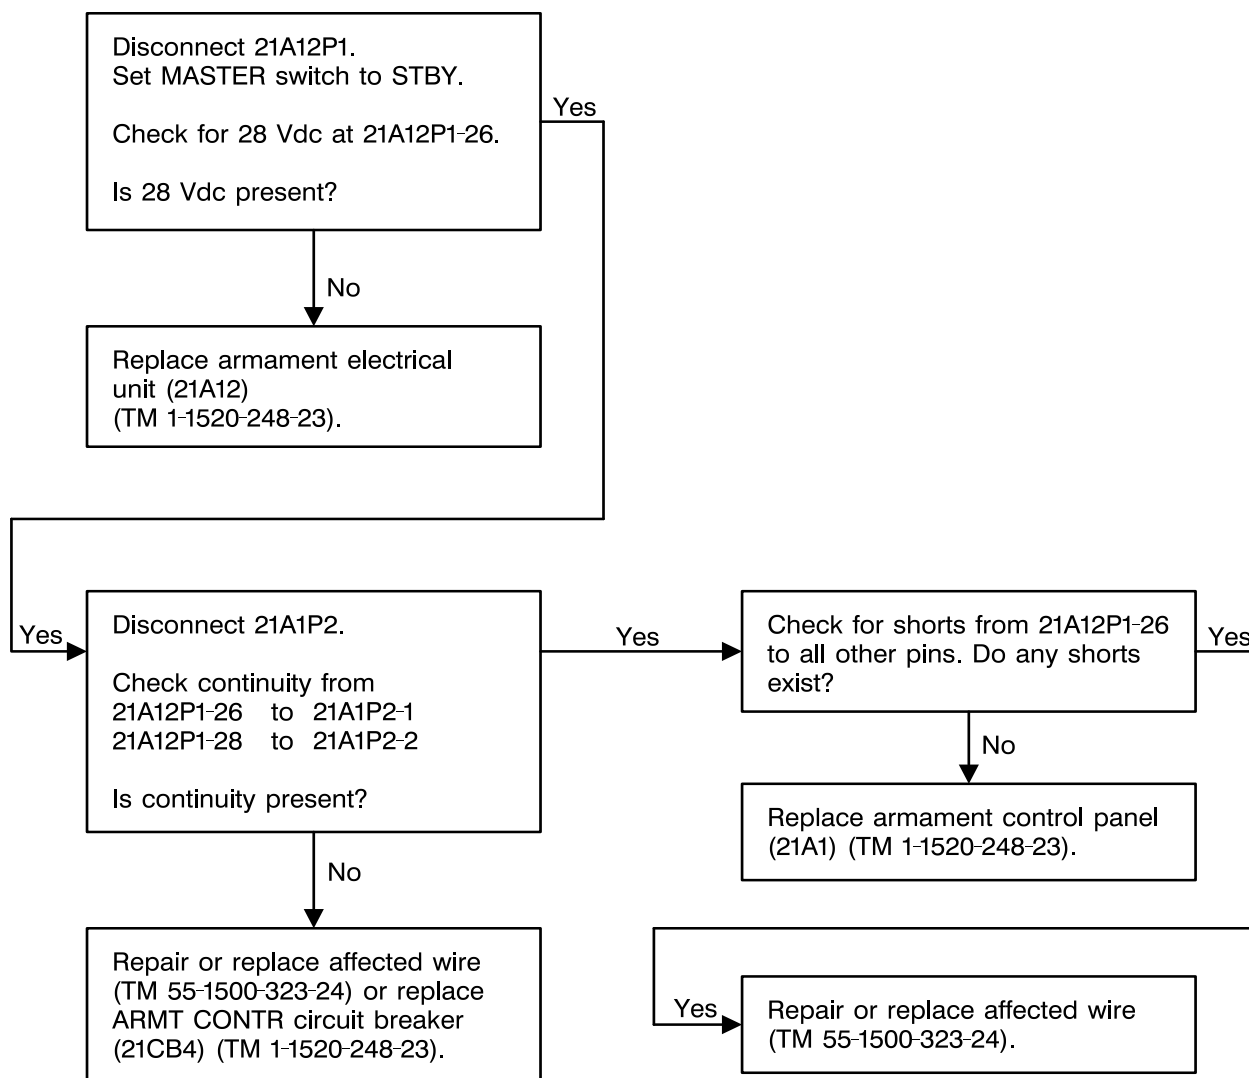 Disconnect 21A12P1.
Set MASTER switch to STBY.
Check for 28 Vdc at 21A12P1-26.
Is 28 Vdc present?
Yes
No
Replace armament electrical
unit (21A12)
(TM 1-1520-248-23).
Yes
Disconnect 21A1P2.
Check continuity from
21A12P1-26 to 21A1P2-1
21A12P1-28 to 21A1P2-2
Is continuity present?
Yes
Check for shorts from 21A12P1-26
to all other pins. Do any shorts
exist?
Yes
No
Replace armament control panel
(21A1) (TM 1-1520-248-23).
No
Repair or replace affected wire
(TM 55-1500-323-24) or replace
ARMT CONTR circuit breaker
(21CB4) (TM 1-1520-248-23).
Yes
Repair or replace affected wire
(TM 55-1500-323-24).